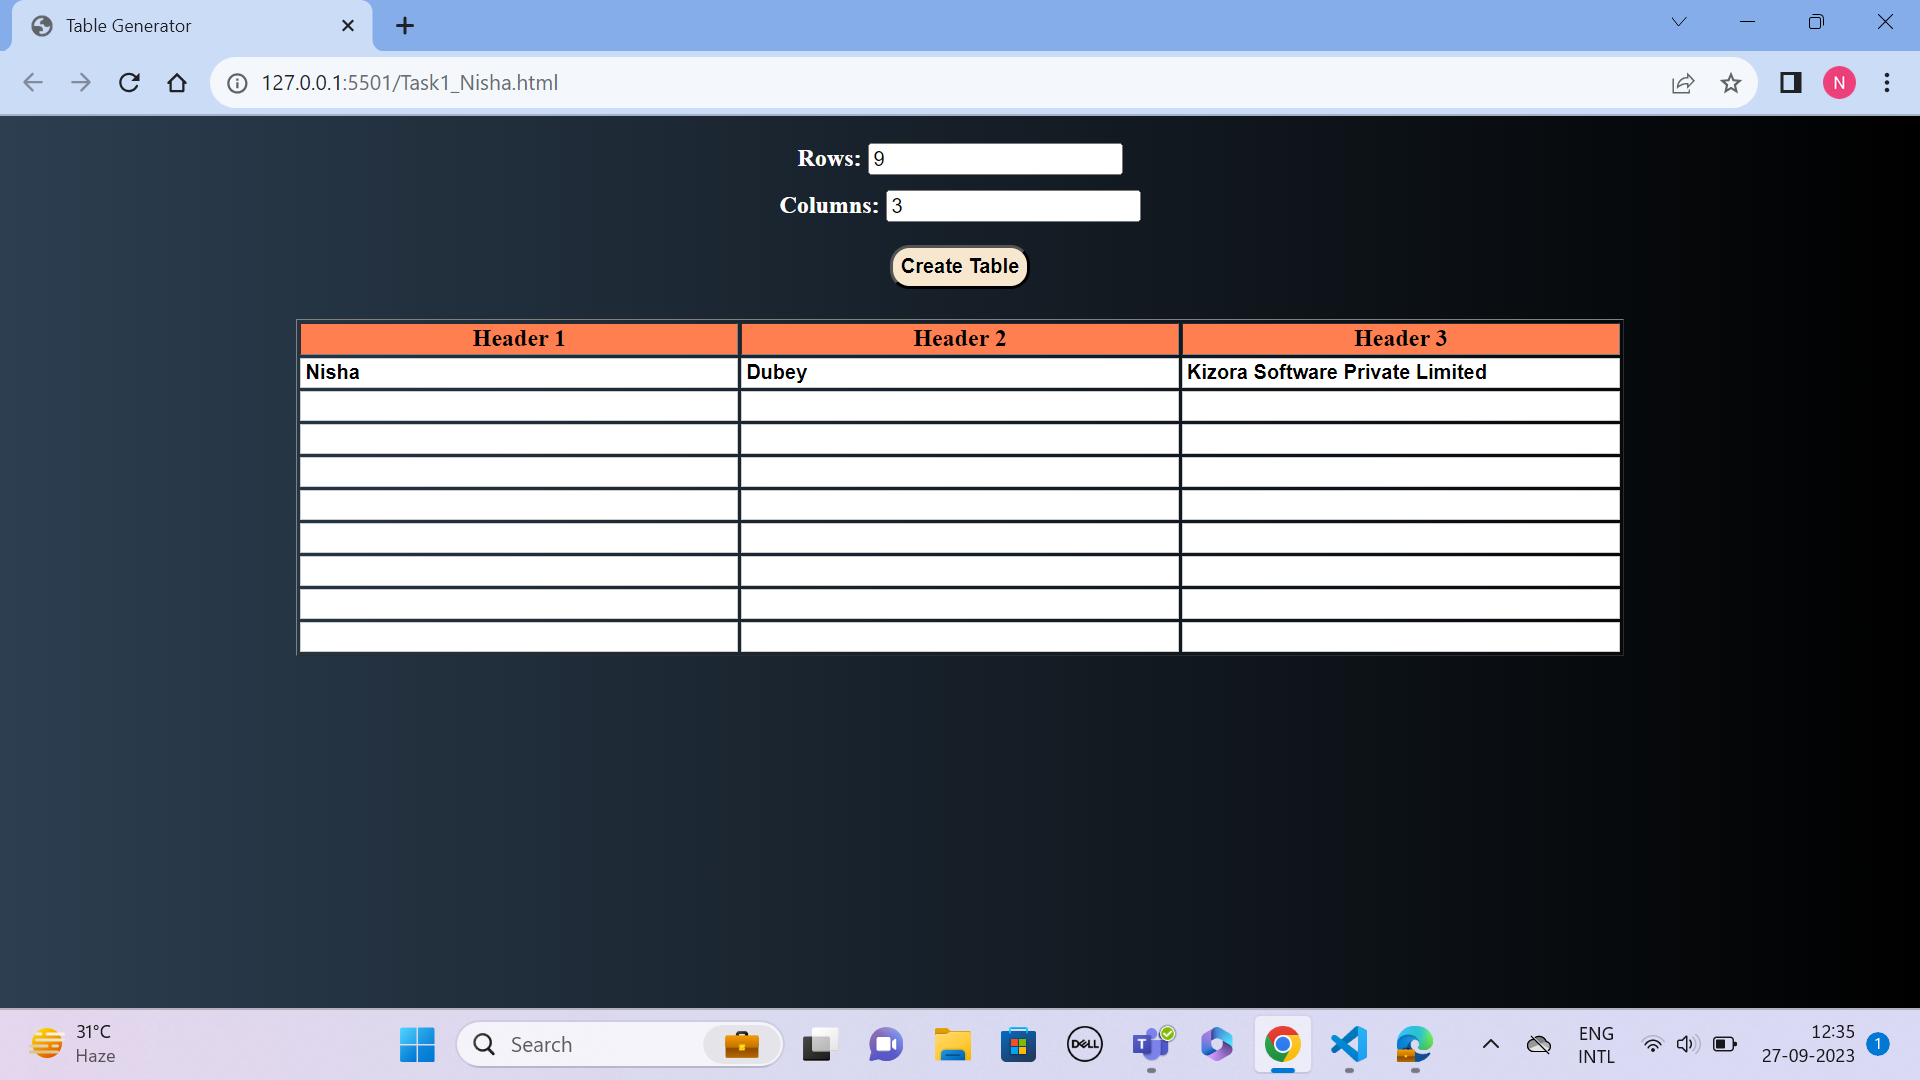 Table Generator
127.0.0.1:5501/Task1_Nisha.html
N
Rows: 9
Columns: 3
Create Table
Header 1 Header 2 Header 3
Nisha Dubey Kizora Software Private Limited
31°C
Haze
Search
DELL
T
ENG
INTL
12:35
27-09-2023
1